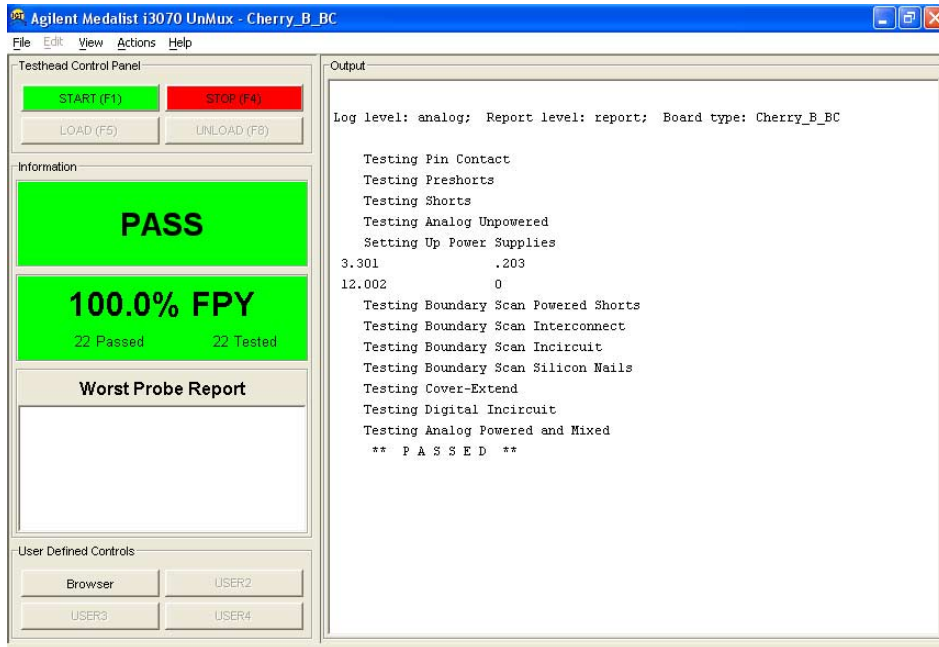 Agilent Medalist i3070 UnMux - Cherry_B_BC
File Edit View Actions Help
Testhead Control Panel
START (F1) STOP (F4)
LOAD (F5) UNLOAD (F8)
Information
PASS
100.0% FPY
22 Passed 22 Tested
Worst Probe Report
User Defined Controls
Browser USER2
USER3 USER4
Output
Log level: analog; Report level: report; Board type: Cherry_B_BC
Testing Pin Contact
Testing Preshorts
Testing Shorts
Testing Analog Unpowered
Setting Up Power Supplies
3.301 .203
12.002 0
Testing Boundary Scan Powered Shorts
Testing Boundary Scan Interconnect
Testing Boundary Scan Incircuit
Testing Boundary Scan Silicon Nails
Testing Cover-Extend
Testing Digital Incircuit
Testing Analog Powered and Mixed
** P A S S E D **